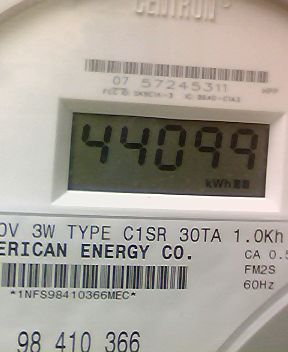 CENTRON®
07 57245311
44099
kWh
0V 3W TYPE C1SR 30TA 1.0Kh
ERICAN ENERGY CO.
CA 0.5
FM2S
*1NFS98410366MEC*
60Hz
98 410 366